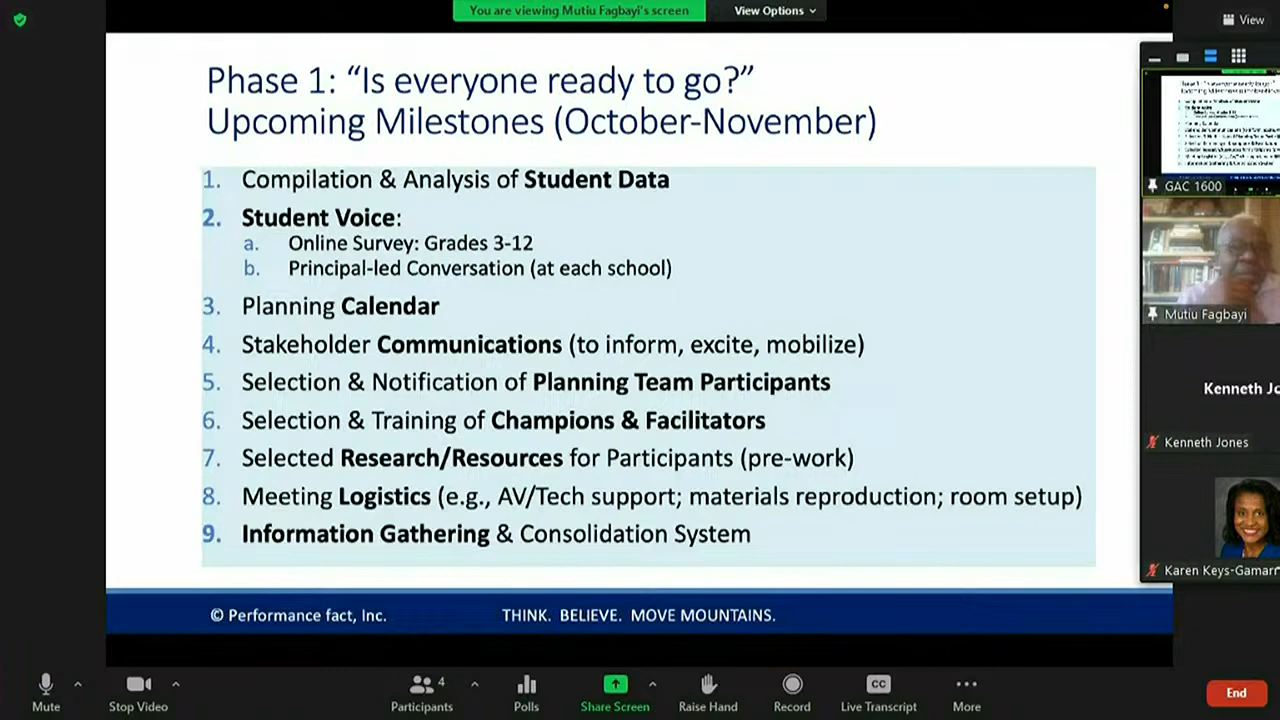 You are viewing Mutiu Fagbayi's screen
View Options
View
Phase 1: “Is everyone ready to go?”
Upcoming Milestones (October-November)
1. Compilation & Analysis of Student Data
2. Student Voice:
a. Online Survey: Grades 3-12
b. Principal-led Conversation (at each school)
3. Planning Calendar
4. Stakeholder Communications (to inform, excite, mobilize)
5. Selection & Notification of Planning Team Participants
6. Selection & Training of Champions & Facilitators
7. Selected Research/Resources for Participants (pre-work)
8. Meeting Logistics (e.g., AV/Tech support; materials reproduction; room setup)
9. Information Gathering & Consolidation System
© Performance fact, Inc.
THINK. BELIEVE. MOVE MOUNTAINS.
GAC 1600
Mutiu Fagbayi
Kenneth Jo
Kenneth Jones
Karen Keys-Gamarr
Mute
Stop Video
4
Participants
Polls
Share Screen
Raise Hand
Record
CC
Live Transcript
More
End